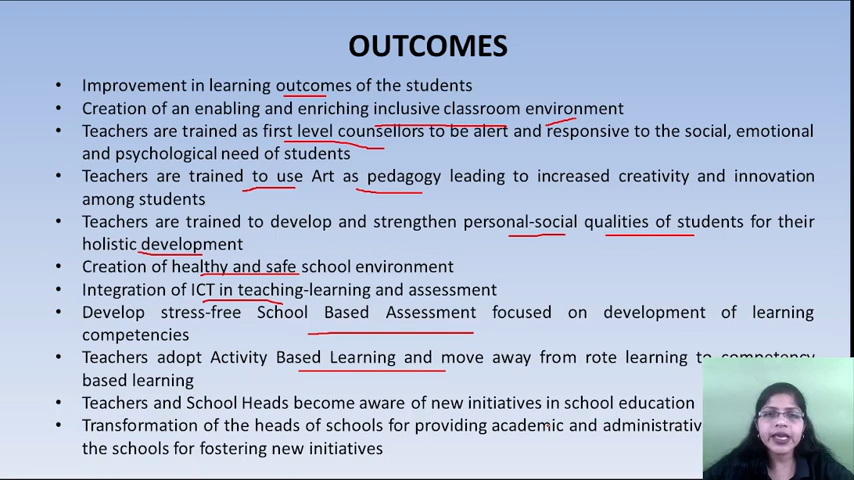 OUTCOMES
• Improvement in learning outcomes of the students
• Creation of an enabling and enriching inclusive classroom environment
• Teachers are trained as first level counsellors to be alert and responsive to the social, emotional
and psychological need of students
• Teachers are trained to use Art as pedagogy leading to increased creativity and innovation
among students
• Teachers are trained to develop and strengthen personal-social qualities of students for their
holistic development
• Creation of healthy and safe school environment
• Integration of ICT in teaching-learning and assessment
• Develop stress-free School Based Assessment focused on development of learning
competencies
• Teachers adopt Activity Based Learning and move away from rote learning to competency
based learning
• Teachers and School Heads become aware of new initiatives in school education
• Transformation of the heads of schools for providing academic and administrativ
the schools for fostering new initiatives